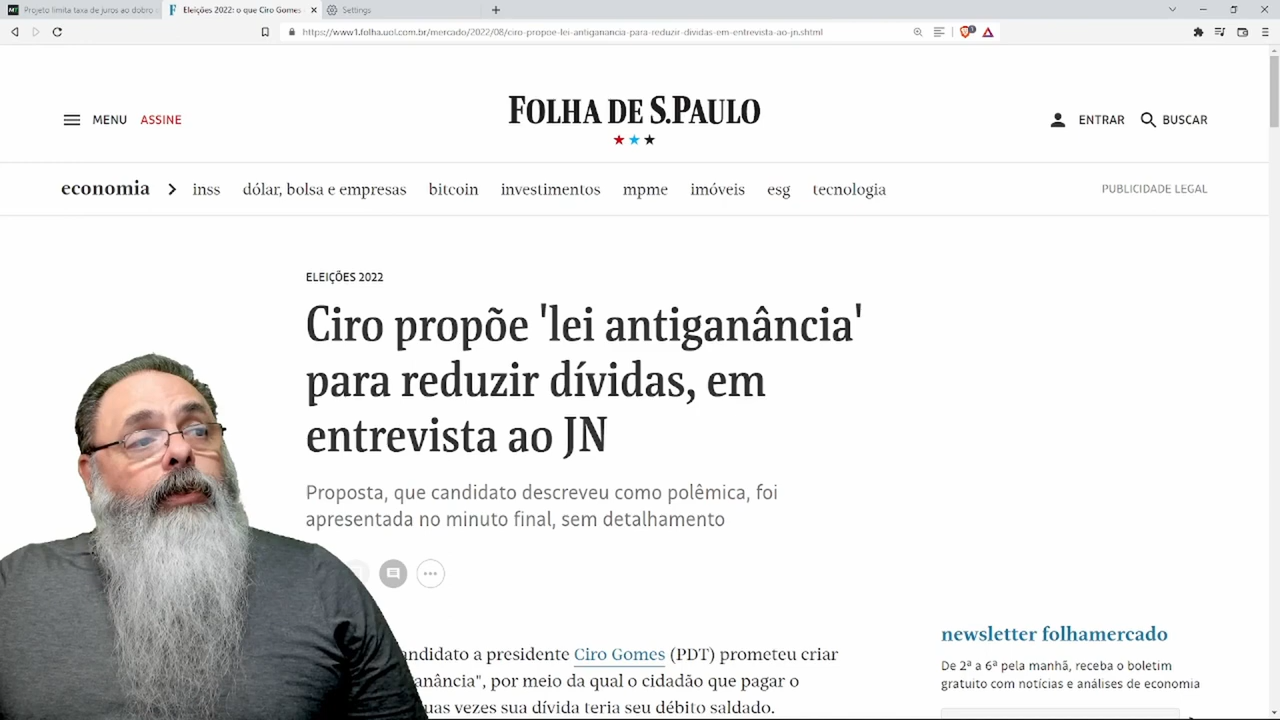 Projeto limita taxa de juros ao dobro
Eleições 2022: o que Ciro Gomes
Settings
https://www1.folha.uol.com.br/mercado/2022/08/ciro-propoe-lei-antiganancia-para-reduzir-dividas-em-entrevista-ao-jn.shtml
MENU ASSINE
FOLHA DE S.PAULO
ENTRAR BUSCAR
economia inss dólar, bolsa e empresas bitcoin investimentos mpme imóveis esg tecnologia PUBLICIDADE LEGAL
ELEIÇÕES 2022
Ciro propõe 'lei antiganância'
para reduzir dívidas, em
entrevista ao JN
Proposta, que candidato descreveu como polêmica, foi
apresentada no minuto final, sem detalhamento
andidato a presidente Ciro Gomes (PDT) prometeu criar
anância", por meio da qual o cidadão que pagar o
uas vezes sua dívida teria seu débito saldado.
newsletter folhamercado
De 2ª a 6ª pela manhã, receba o boletim
gratuito com notícias e análises de economia